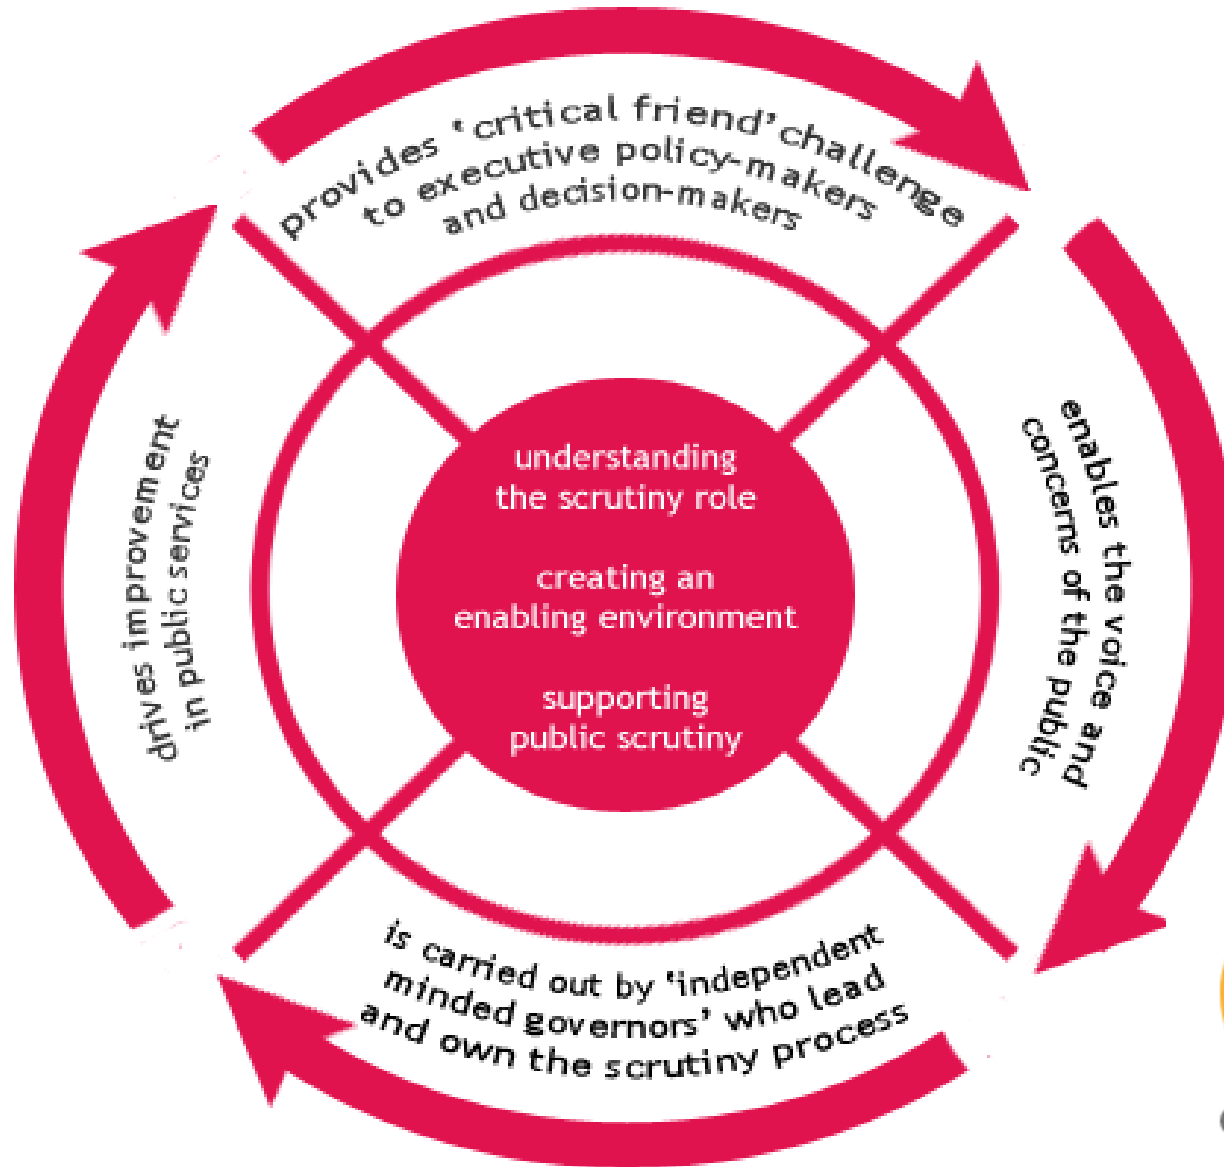 provides ‘critical friend’ challenge
to executive policy-makers
and decision-makers
enables the voice and
concerns of the public
is carried out by ‘independent
minded governors’ who lead
and own the scrutiny process
drives improvement
in public services
understanding
the scrutiny role
creating an
enabling environment
supporting
public scrutiny